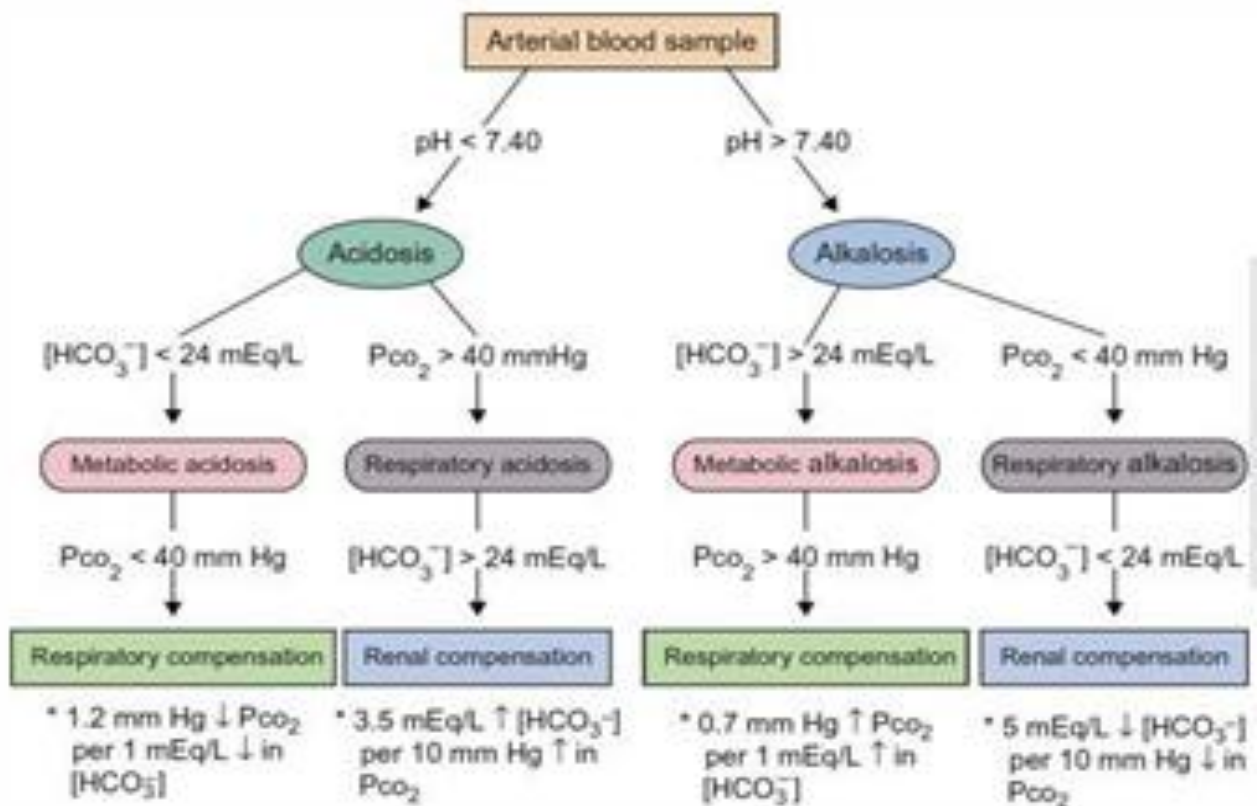 Arterial blood sample
pH < 7.40
pH > 7.40
Acidosis
Alkalosis
[HCO₃⁻] < 24 mEq/L
Pco₂ > 40 mmHg
[HCO₃⁻] > 24 mEq/L
Pco₂ < 40 mm Hg
Metabolic acidosis
Respiratory acidosis
Metabolic alkalosis
Respiratory alkalosis
Pco₂ < 40 mm Hg
[HCO₃⁻] > 24 mEq/L
Pco₂ > 40 mm Hg
[HCO₃⁻] < 24 mEq/L
Respiratory compensation
Renal compensation
Respiratory compensation
Renal compensation
* 1.2 mm Hg ↓ Pco₂
per 1 mEq/L ↓ in
[HCO₃⁻]
* 3.5 mEq/L ↑ [HCO₃⁻]
per 10 mm Hg ↑ in
Pco₂
* 0.7 mm Hg ↑ Pco₂
per 1 mEq/L ↑ in
[HCO₃⁻]
* 5 mEq/L ↓ [HCO₃⁻]
per 10 mm Hg ↓ in
Pco₂